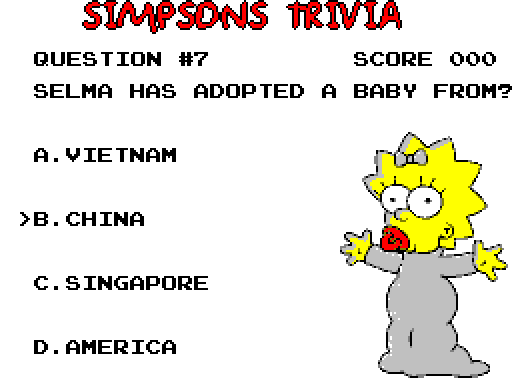 SIMPSONS TRIVIA
QUESTION #7 SCORE 000
SELMA HAS ADOPTED A BABY FROM?
A.VIETNAM
>B.CHINA
C.SINGAPORE
D.AMERICA